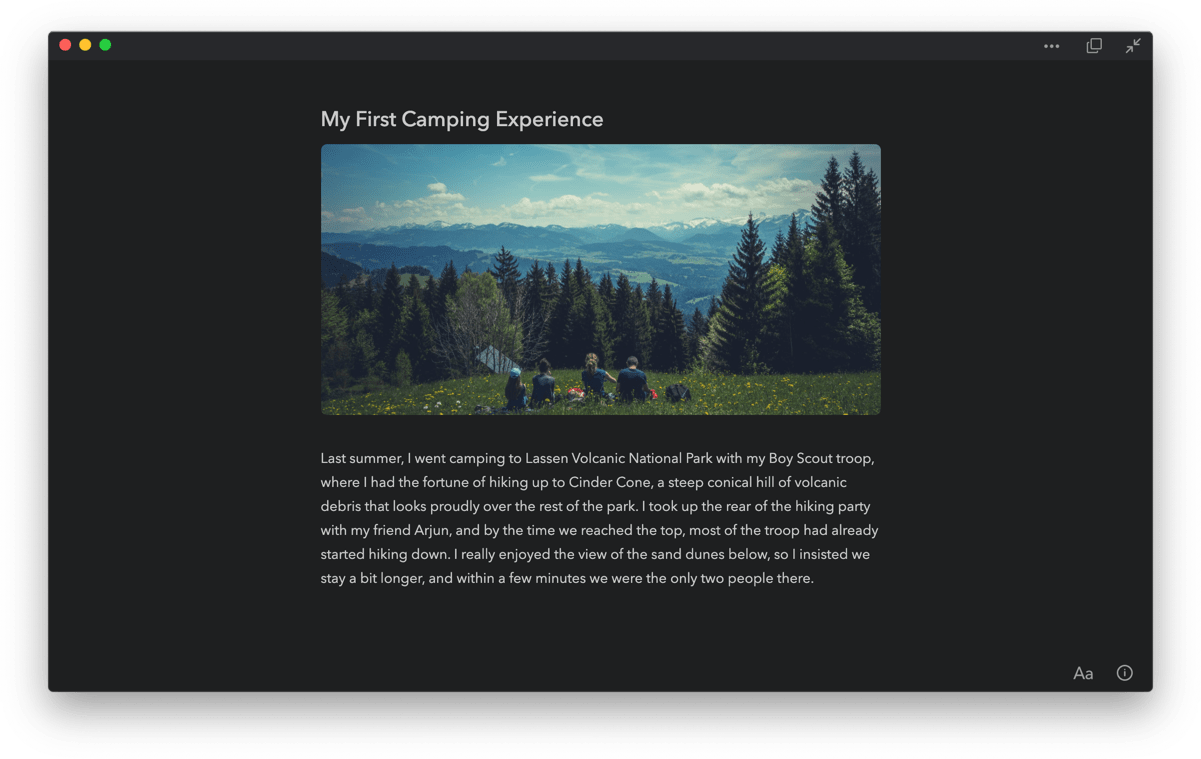 My First Camping Experience
Last summer, I went camping to Lassen Volcanic National Park with my Boy Scout troop,
where I had the fortune of hiking up to Cinder Cone, a steep conical hill of volcanic
debris that looks proudly over the rest of the park. I took up the rear of the hiking party
with my friend Arjun, and by the time we reached the top, most of the troop had already
started hiking down. I really enjoyed the view of the sand dunes below, so I insisted we
stay a bit longer, and within a few minutes we were the only two people there.
Aa